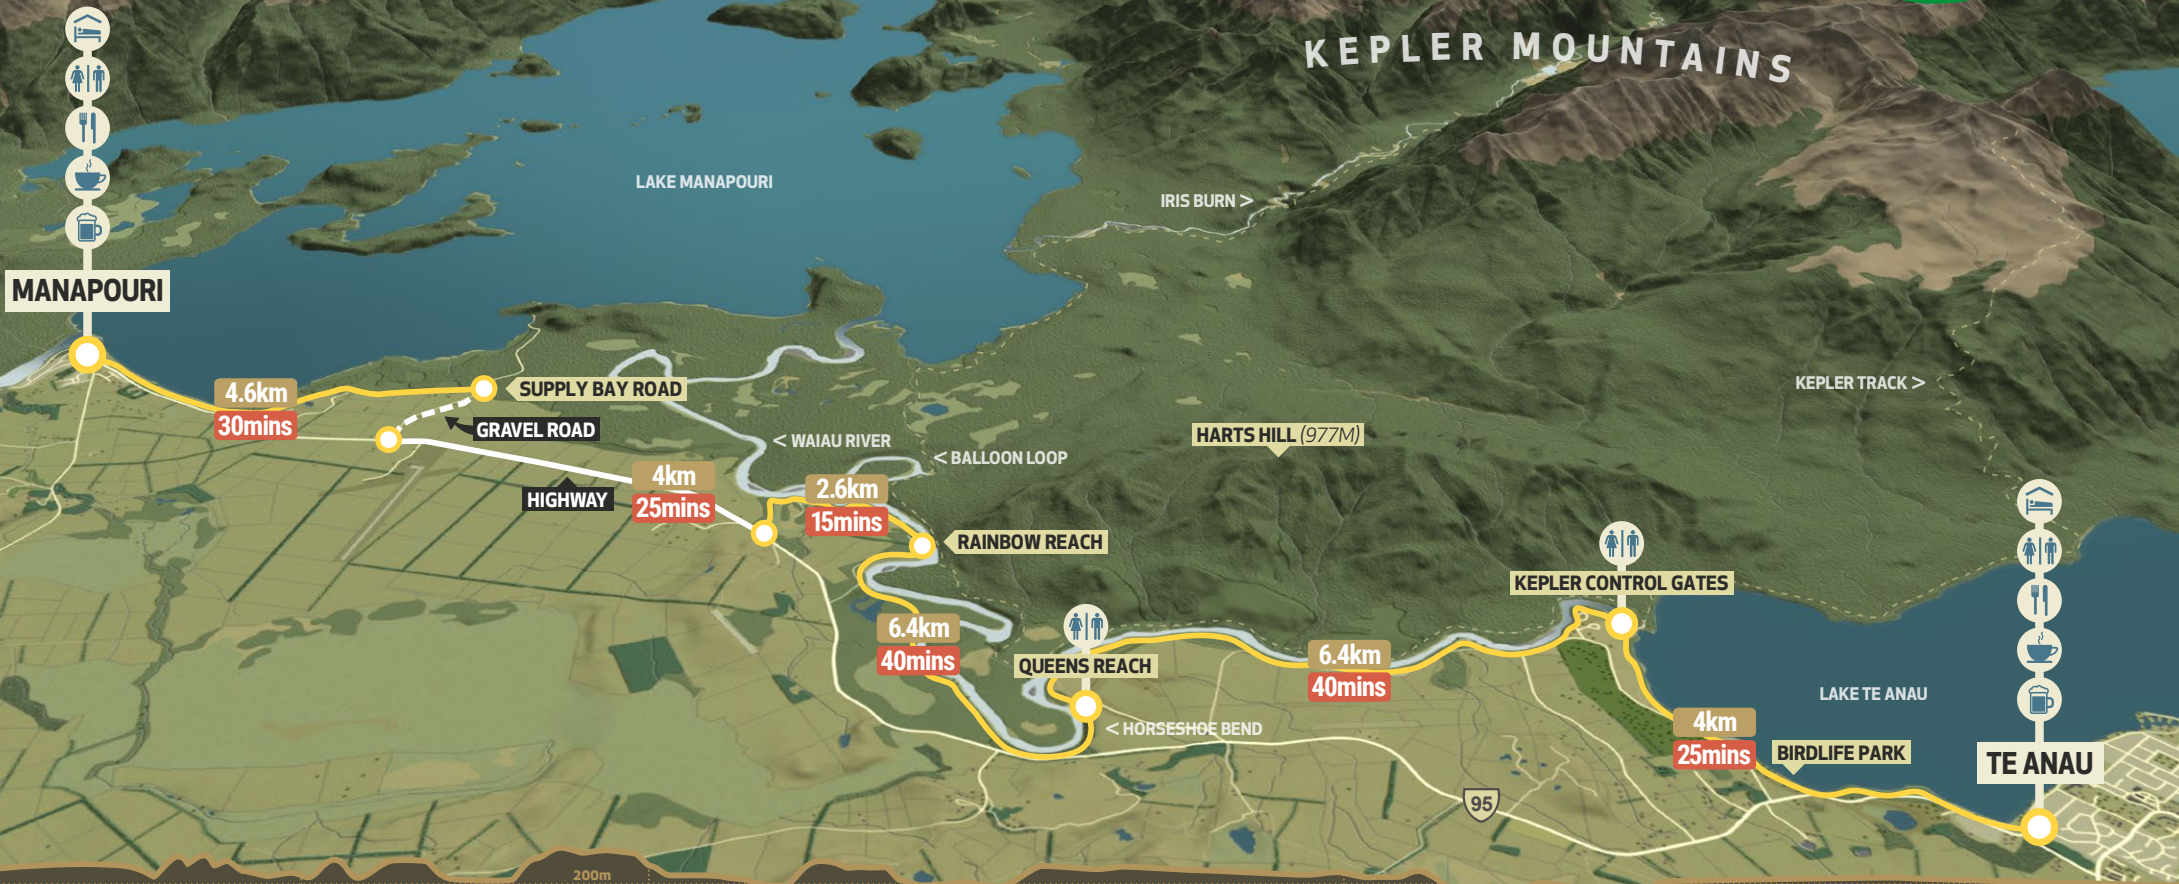 KEPLER MOUNTAINS
LAKE MANAPOURI
IRIS BURN >
MANAPOURI
4.6km
30mins
SUPPLY BAY ROAD
GRAVEL ROAD
KEPLER TRACK >
< WAIAU RIVER
< BALLOON LOOP
HARTS HILL (977M)
HIGHWAY
4km
25mins
2.6km
15mins
RAINBOW REACH
KEPLER CONTROL GATES
6.4km
40mins
QUEENS REACH
6.4km
40mins
< HORSESHOE BEND
LAKE TE ANAU
4km
25mins
BIRDLIFE PARK
TE ANAU
95
200m